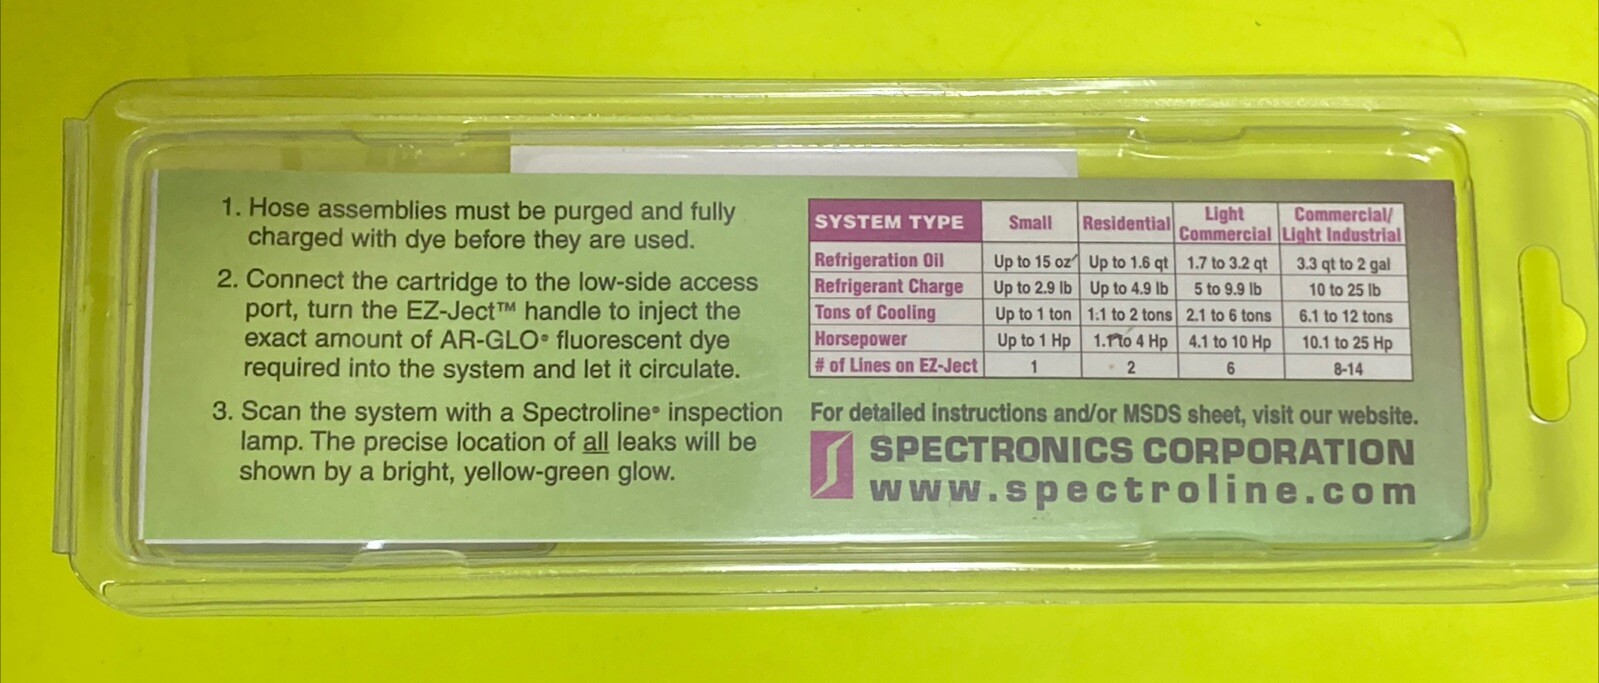 1. Hose assemblies must be purged and fully
charged with dye before they are used.
2. Connect the cartridge to the low-side access
port, turn the EZ-Ject™ handle to inject the
exact amount of AR-GLO® fluorescent dye
required into the system and let it circulate.
3. Scan the system with a Spectroline® inspection
lamp. The precise location of all leaks will be
shown by a bright, yellow-green glow.
SYSTEM TYPE Small Residential Light Commercial Commercial/ Light Industrial
Refrigeration Oil Up to 15 oz Up to 1.6 qt 1.7 to 3.2 qt 3.3 qt to 2 gal
Refrigerant Charge Up to 2.9 lb Up to 4.9 lb 5 to 9.9 lb 10 to 25 lb
Tons of Cooling Up to 1 ton 1.1 to 2 tons 2.1 to 6 tons 6.1 to 12 tons
Horsepower Up to 1 Hp 1.1 to 4 Hp 4.1 to 10 Hp 10.1 to 25 Hp
# of Lines on EZ-Ject 1 2 6 8-14
For detailed instructions and/or MSDS sheet, visit our website.
SPECTRONICS CORPORATION
www.spectroline.com